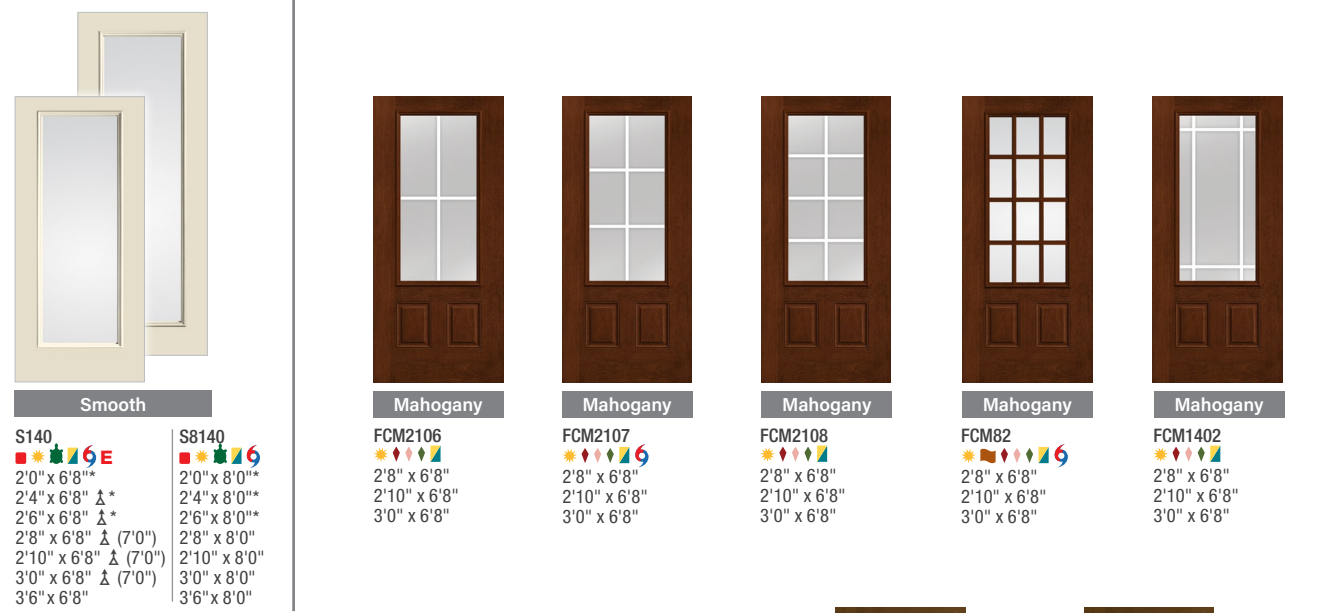 Smooth
S140
E
2'0" x 6'8"*
2'4" x 6'8" *
2'6" x 6'8" *
2'8" x 6'8" (7'0")
2'10" x 6'8" (7'0")
3'0" x 6'8" (7'0")
3'6" x 6'8"
S8140
2'0" x 8'0"*
2'4" x 8'0"*
2'6" x 8'0"*
2'8" x 8'0"
2'10" x 8'0"
3'0" x 8'0"
3'6" x 8'0"
Mahogany
FCM2106
2'8" x 6'8"
2'10" x 6'8"
3'0" x 6'8"
Mahogany
FCM2107
2'8" x 6'8"
2'10" x 6'8"
3'0" x 6'8"
Mahogany
FCM2108
2'8" x 6'8"
2'10" x 6'8"
3'0" x 6'8"
Mahogany
FCM82
2'8" x 6'8"
2'10" x 6'8"
3'0" x 6'8"
Mahogany
FCM1402
2'8" x 6'8"
2'10" x 6'8"
3'0" x 6'8"